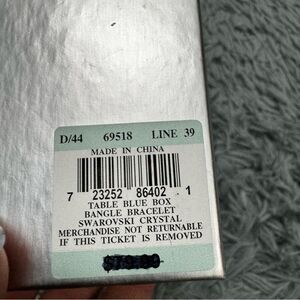 D/44 69518 LINE 39
MADE IN CHINA
7 23252 86402 1
TABLE BLUE BOX
BANGLE BRACELET
SWAROVSKI CRYSTAL
MERCHANDISE NOT RETURNABLE
IF THIS TICKET IS REMOVED